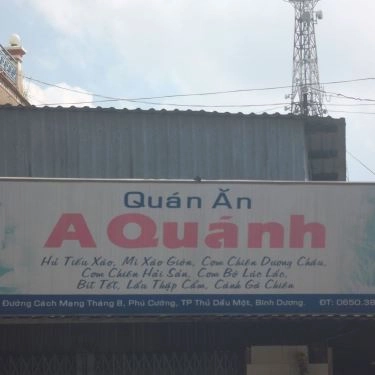 Quán Ăn
A Quánh
Hủ Tiếu Xào, Mì Xào Giòn, Cơm Chiên Dương Châu,
Cơm Chiên Hải Sản, Cơm Bò Lúc Lắc,
Bít Tết, Lẩu Thập Cẩm, Cánh Gà Chiên
Đường Cách Mạng Tháng 8, Phú Cường, TP Thủ Dầu Một, Bình Dương. ĐT: 0650.38